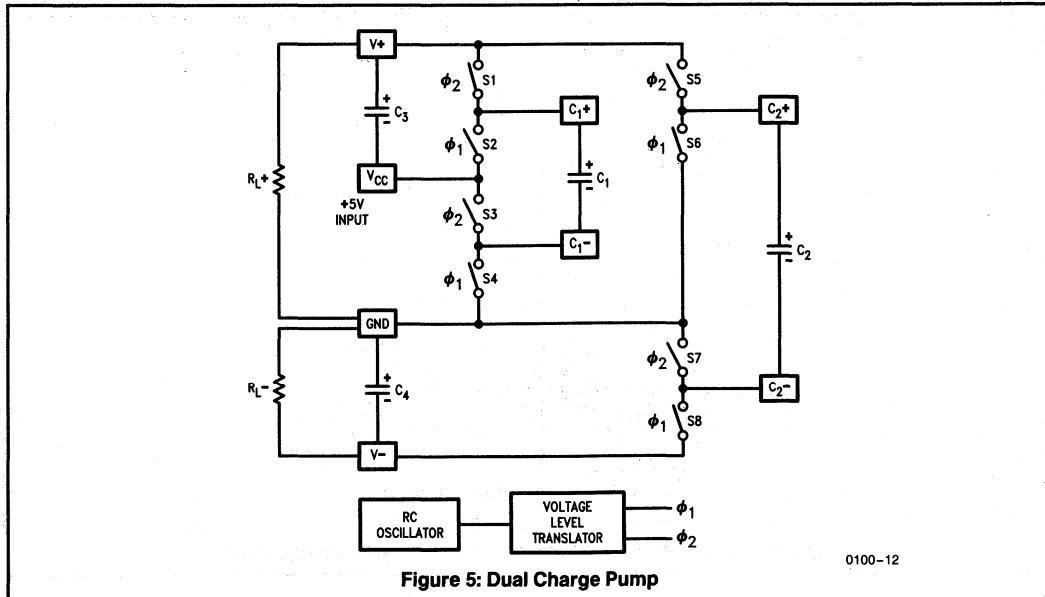 V+
ϕ2 S1
ϕ2 S5
+ C3 -
C1+
C2+
ϕ1 S2
ϕ1 S6
RL+
VCC
+ C1 -
+5V
INPUT
ϕ2 S3
C1-
+ C2 -
ϕ1 S4
GND
ϕ2 S7
RL-
+ C4 -
C2-
ϕ1 S8
V-
RC
OSCILLATOR
VOLTAGE
LEVEL
TRANSLATOR
ϕ1
ϕ2
0100-12
Figure 5: Dual Charge Pump